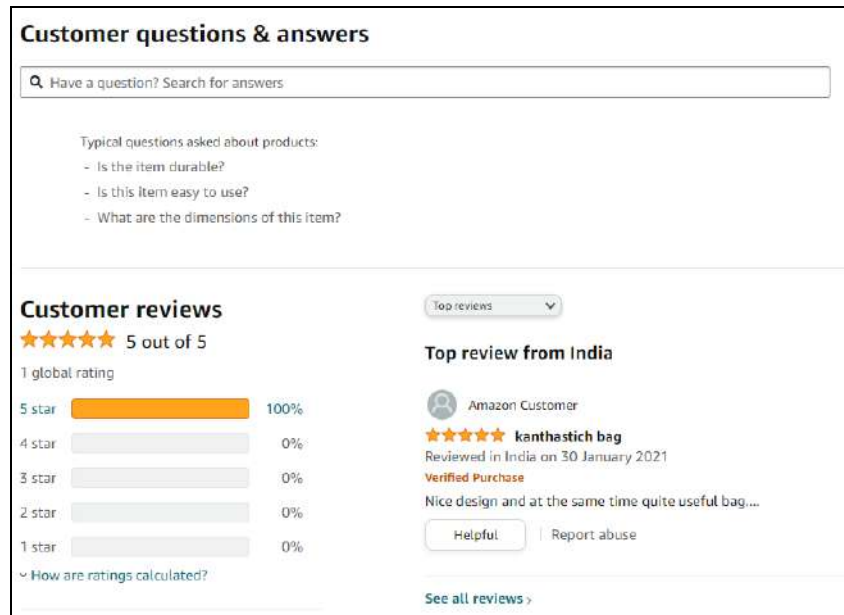 Customer questions & answers
Have a question? Search for answers
Typical questions asked about products:
- Is the item durable?
- Is this item easy to use?
- What are the dimensions of this item?
Customer reviews
5 out of 5
1 global rating
5 star 100%
4 star 0%
3 star 0%
2 star 0%
1 star 0%
How are ratings calculated?
Top reviews
Top review from India
Amazon Customer
kanthastich bag
Reviewed in India on 30 January 2021
Verified Purchase
Nice design and at the same time quite useful bag....
Helpful | Report abuse
See all reviews ›